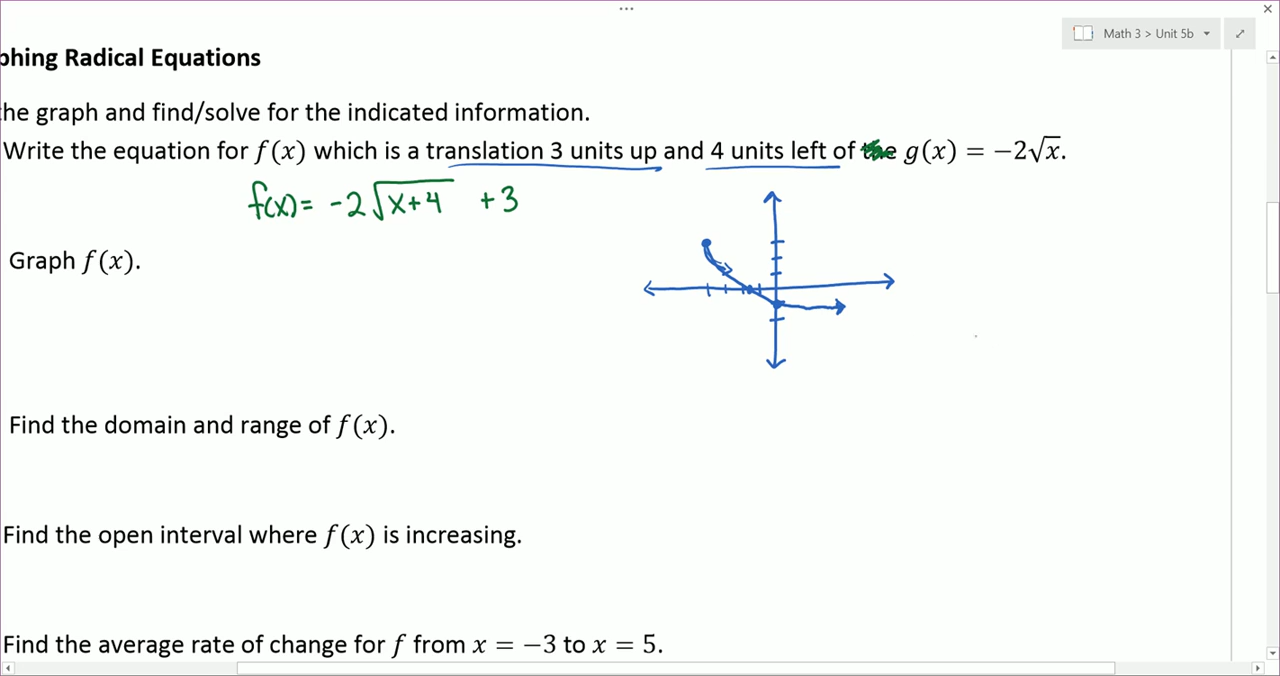 Math 3 > Unit 5b
phing Radical Equations
he graph and find/solve for the indicated information.
Write the equation for f(x) which is a translation 3 units up and 4 units left of g(x) = −2√x.
f(x) = -2√x+4 +3
Graph f(x).
Find the domain and range of f(x).
Find the open interval where f(x) is increasing.
Find the average rate of change for f from x = −3 to x = 5.